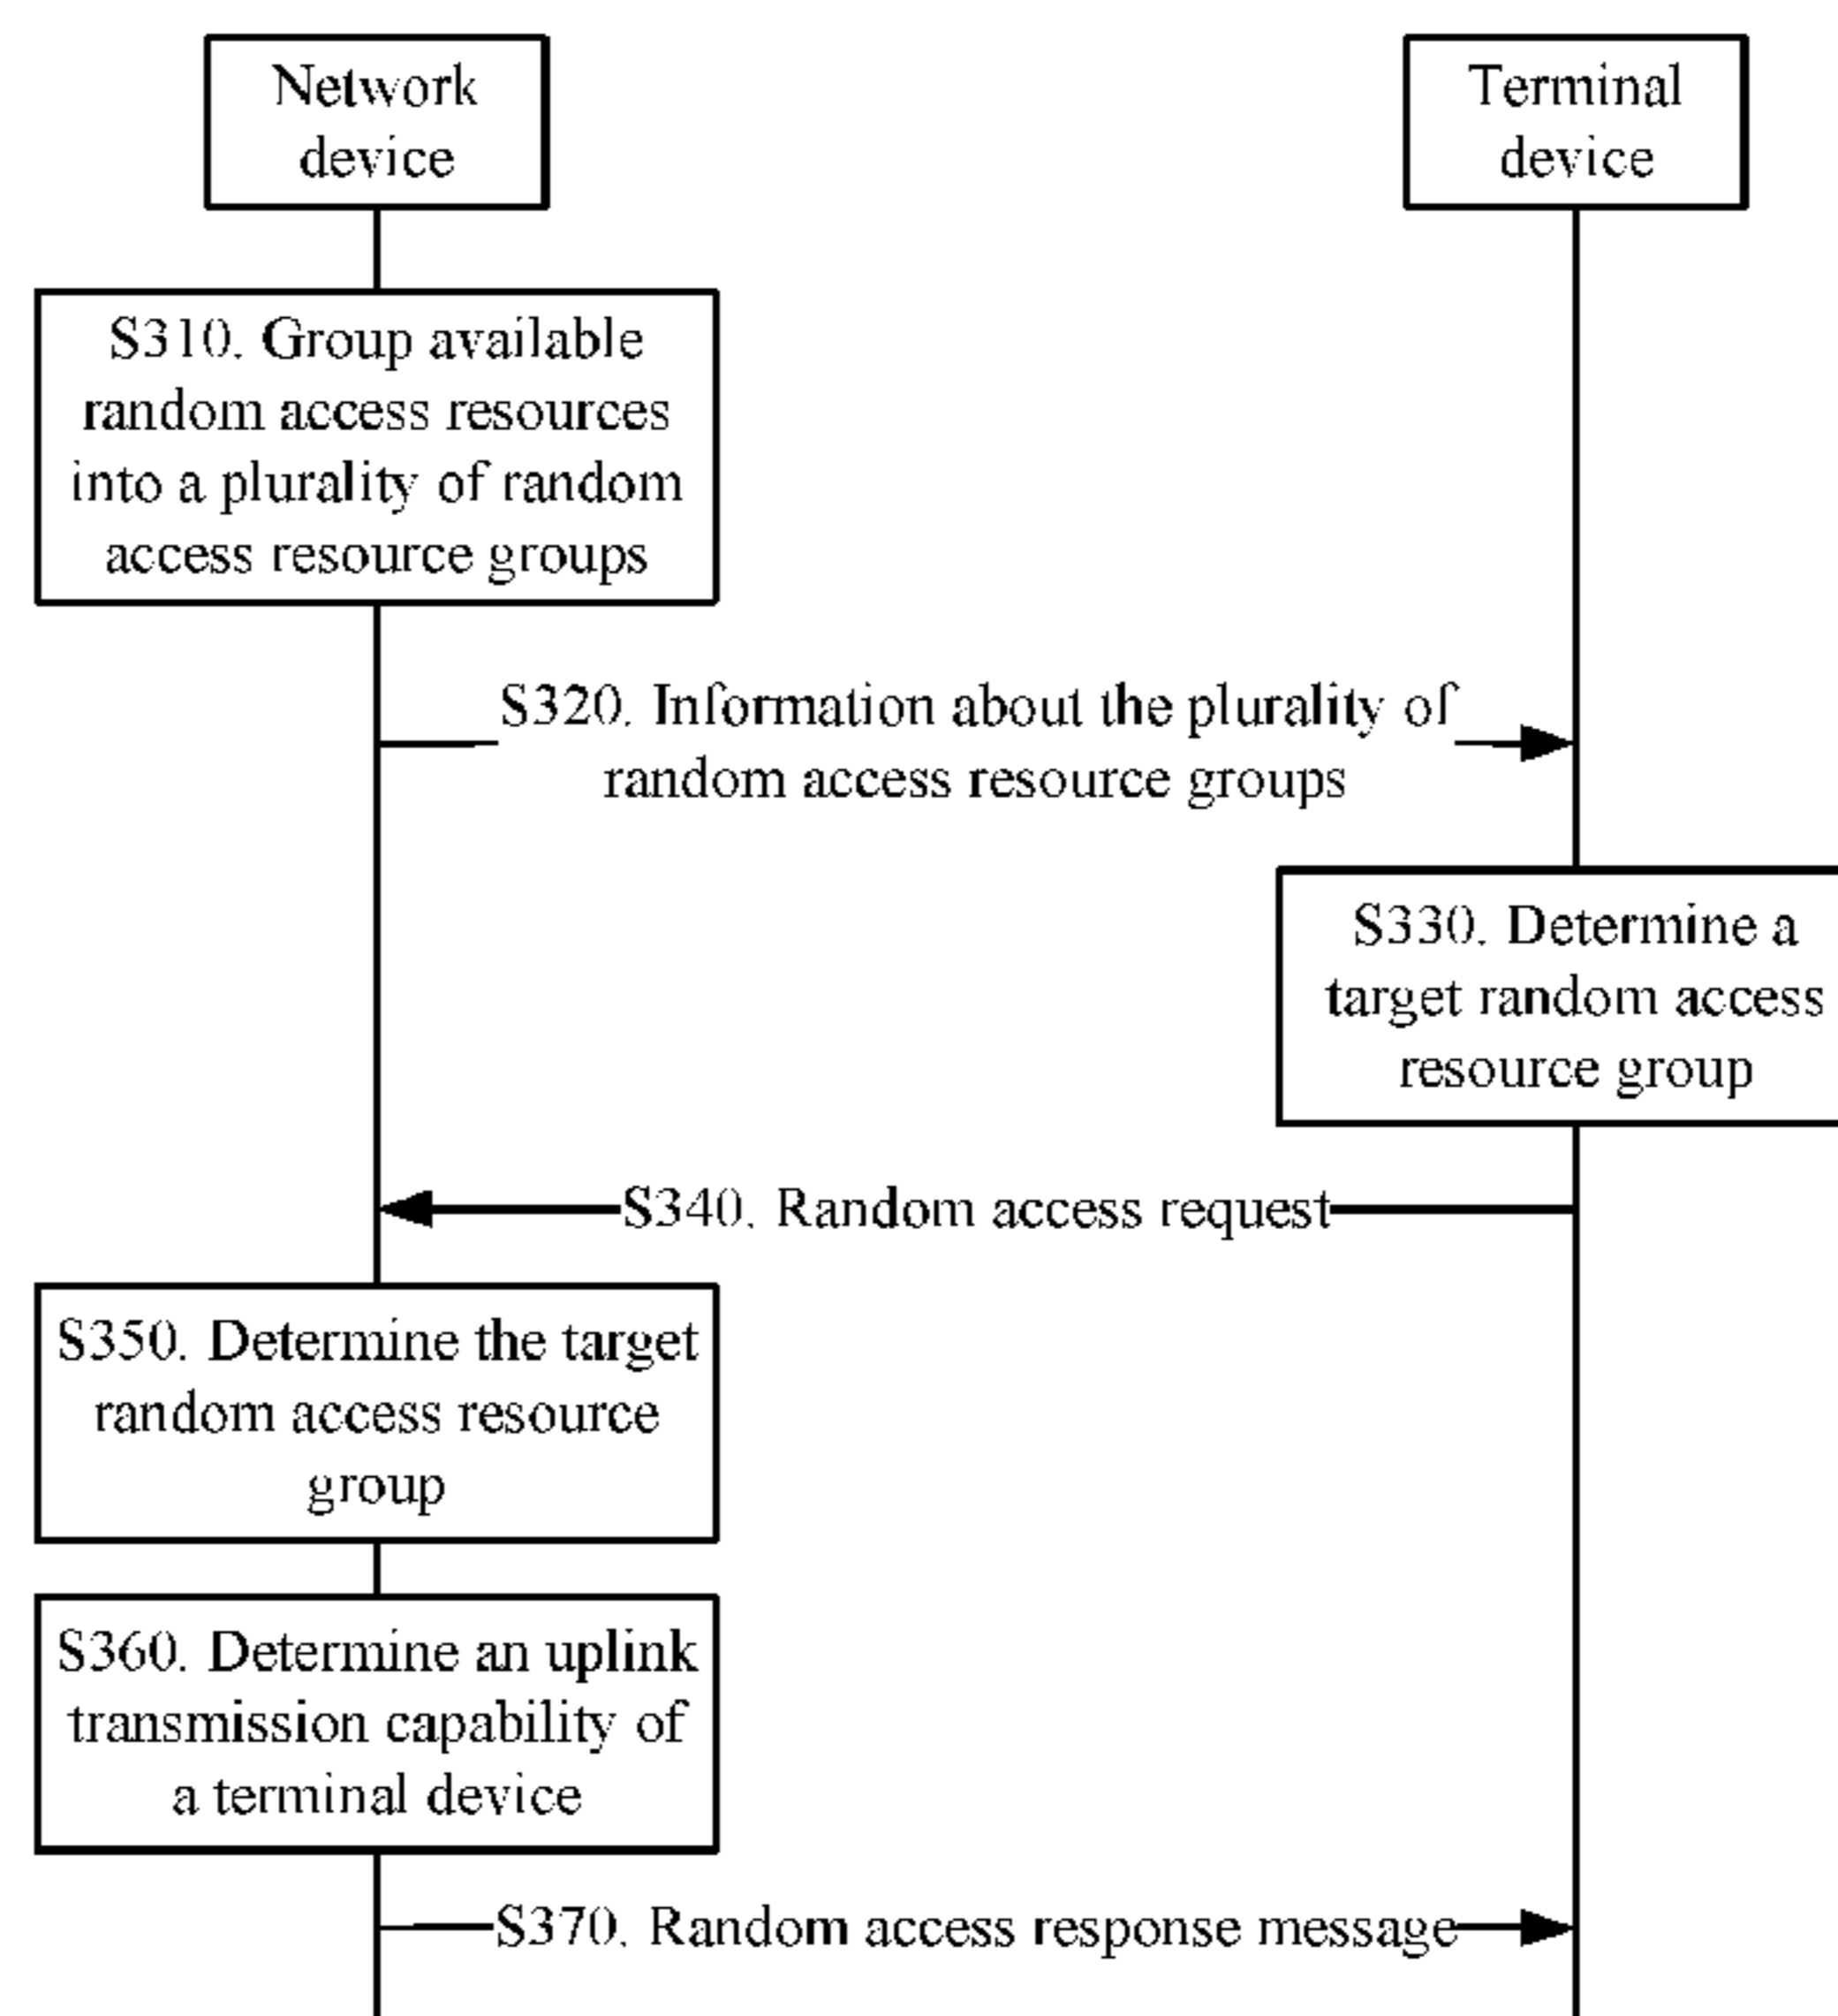 Network
device
Terminal
device
S310. Group available
random access resources
into a plurality of random
access resource groups
S320. Information about the plurality of
random access resource groups
S330. Determine a
target random access
resource group
S340. Random access request
S350. Determine the target
random access resource
group
S360. Determine an uplink
transmission capability of
a terminal device
S370. Random access response message